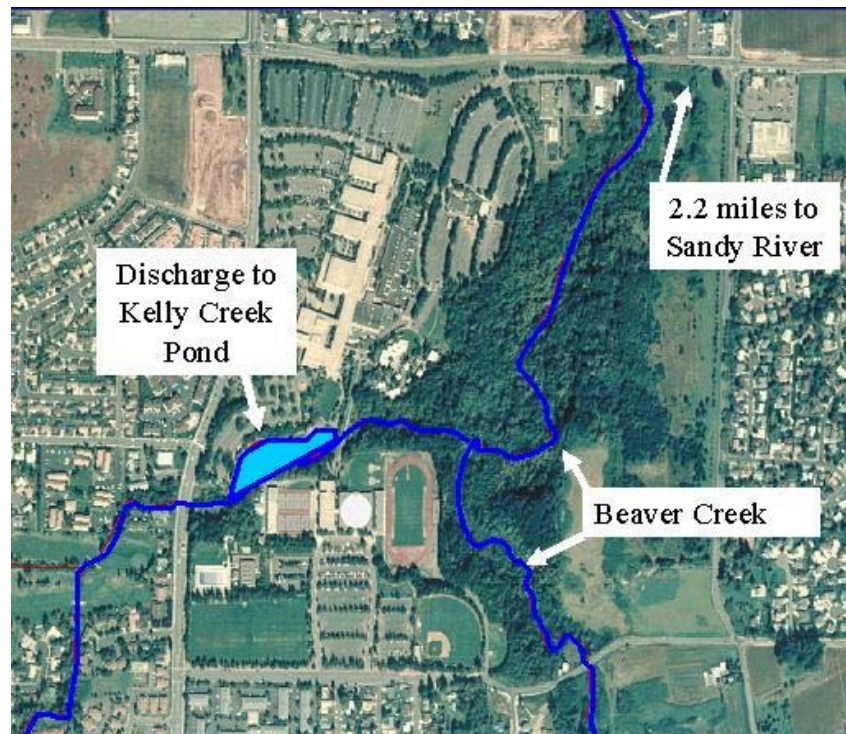 2.2 miles to
Sandy River
Discharge to
Kelly Creek
Pond
Beaver Creek